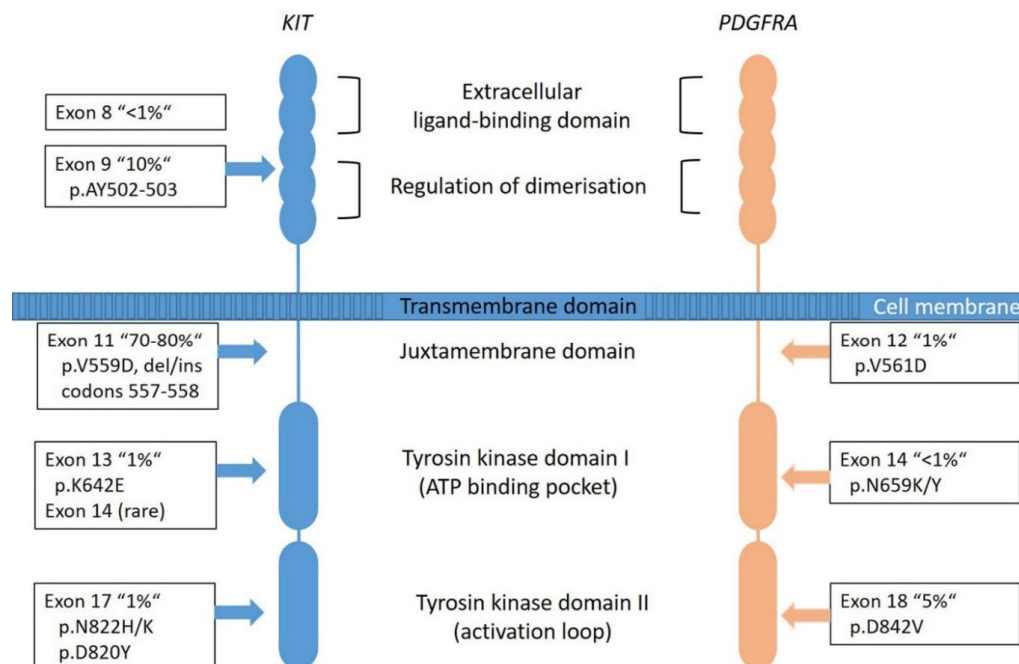 KIT
PDGFRA
Exon 8 “<1%“
Extracellular
ligand-binding domain
Exon 9 “10%“
p.AY502-503
Regulation of dimerisation
Transmembrane domain
Cell membrane
Exon 11 “70-80%“
p.V559D, del/ins
codons 557-558
Juxtamembrane domain
Exon 12 “1%“
p.V561D
Exon 13 “1%“
p.K642E
Exon 14 (rare)
Tyrosin kinase domain I
(ATP binding pocket)
Exon 14 “<1%“
p.N659K/Y
Exon 17 “1%“
p.N822H/K
p.D820Y
Tyrosin kinase domain II
(activation loop)
Exon 18 “5%“
p.D842V